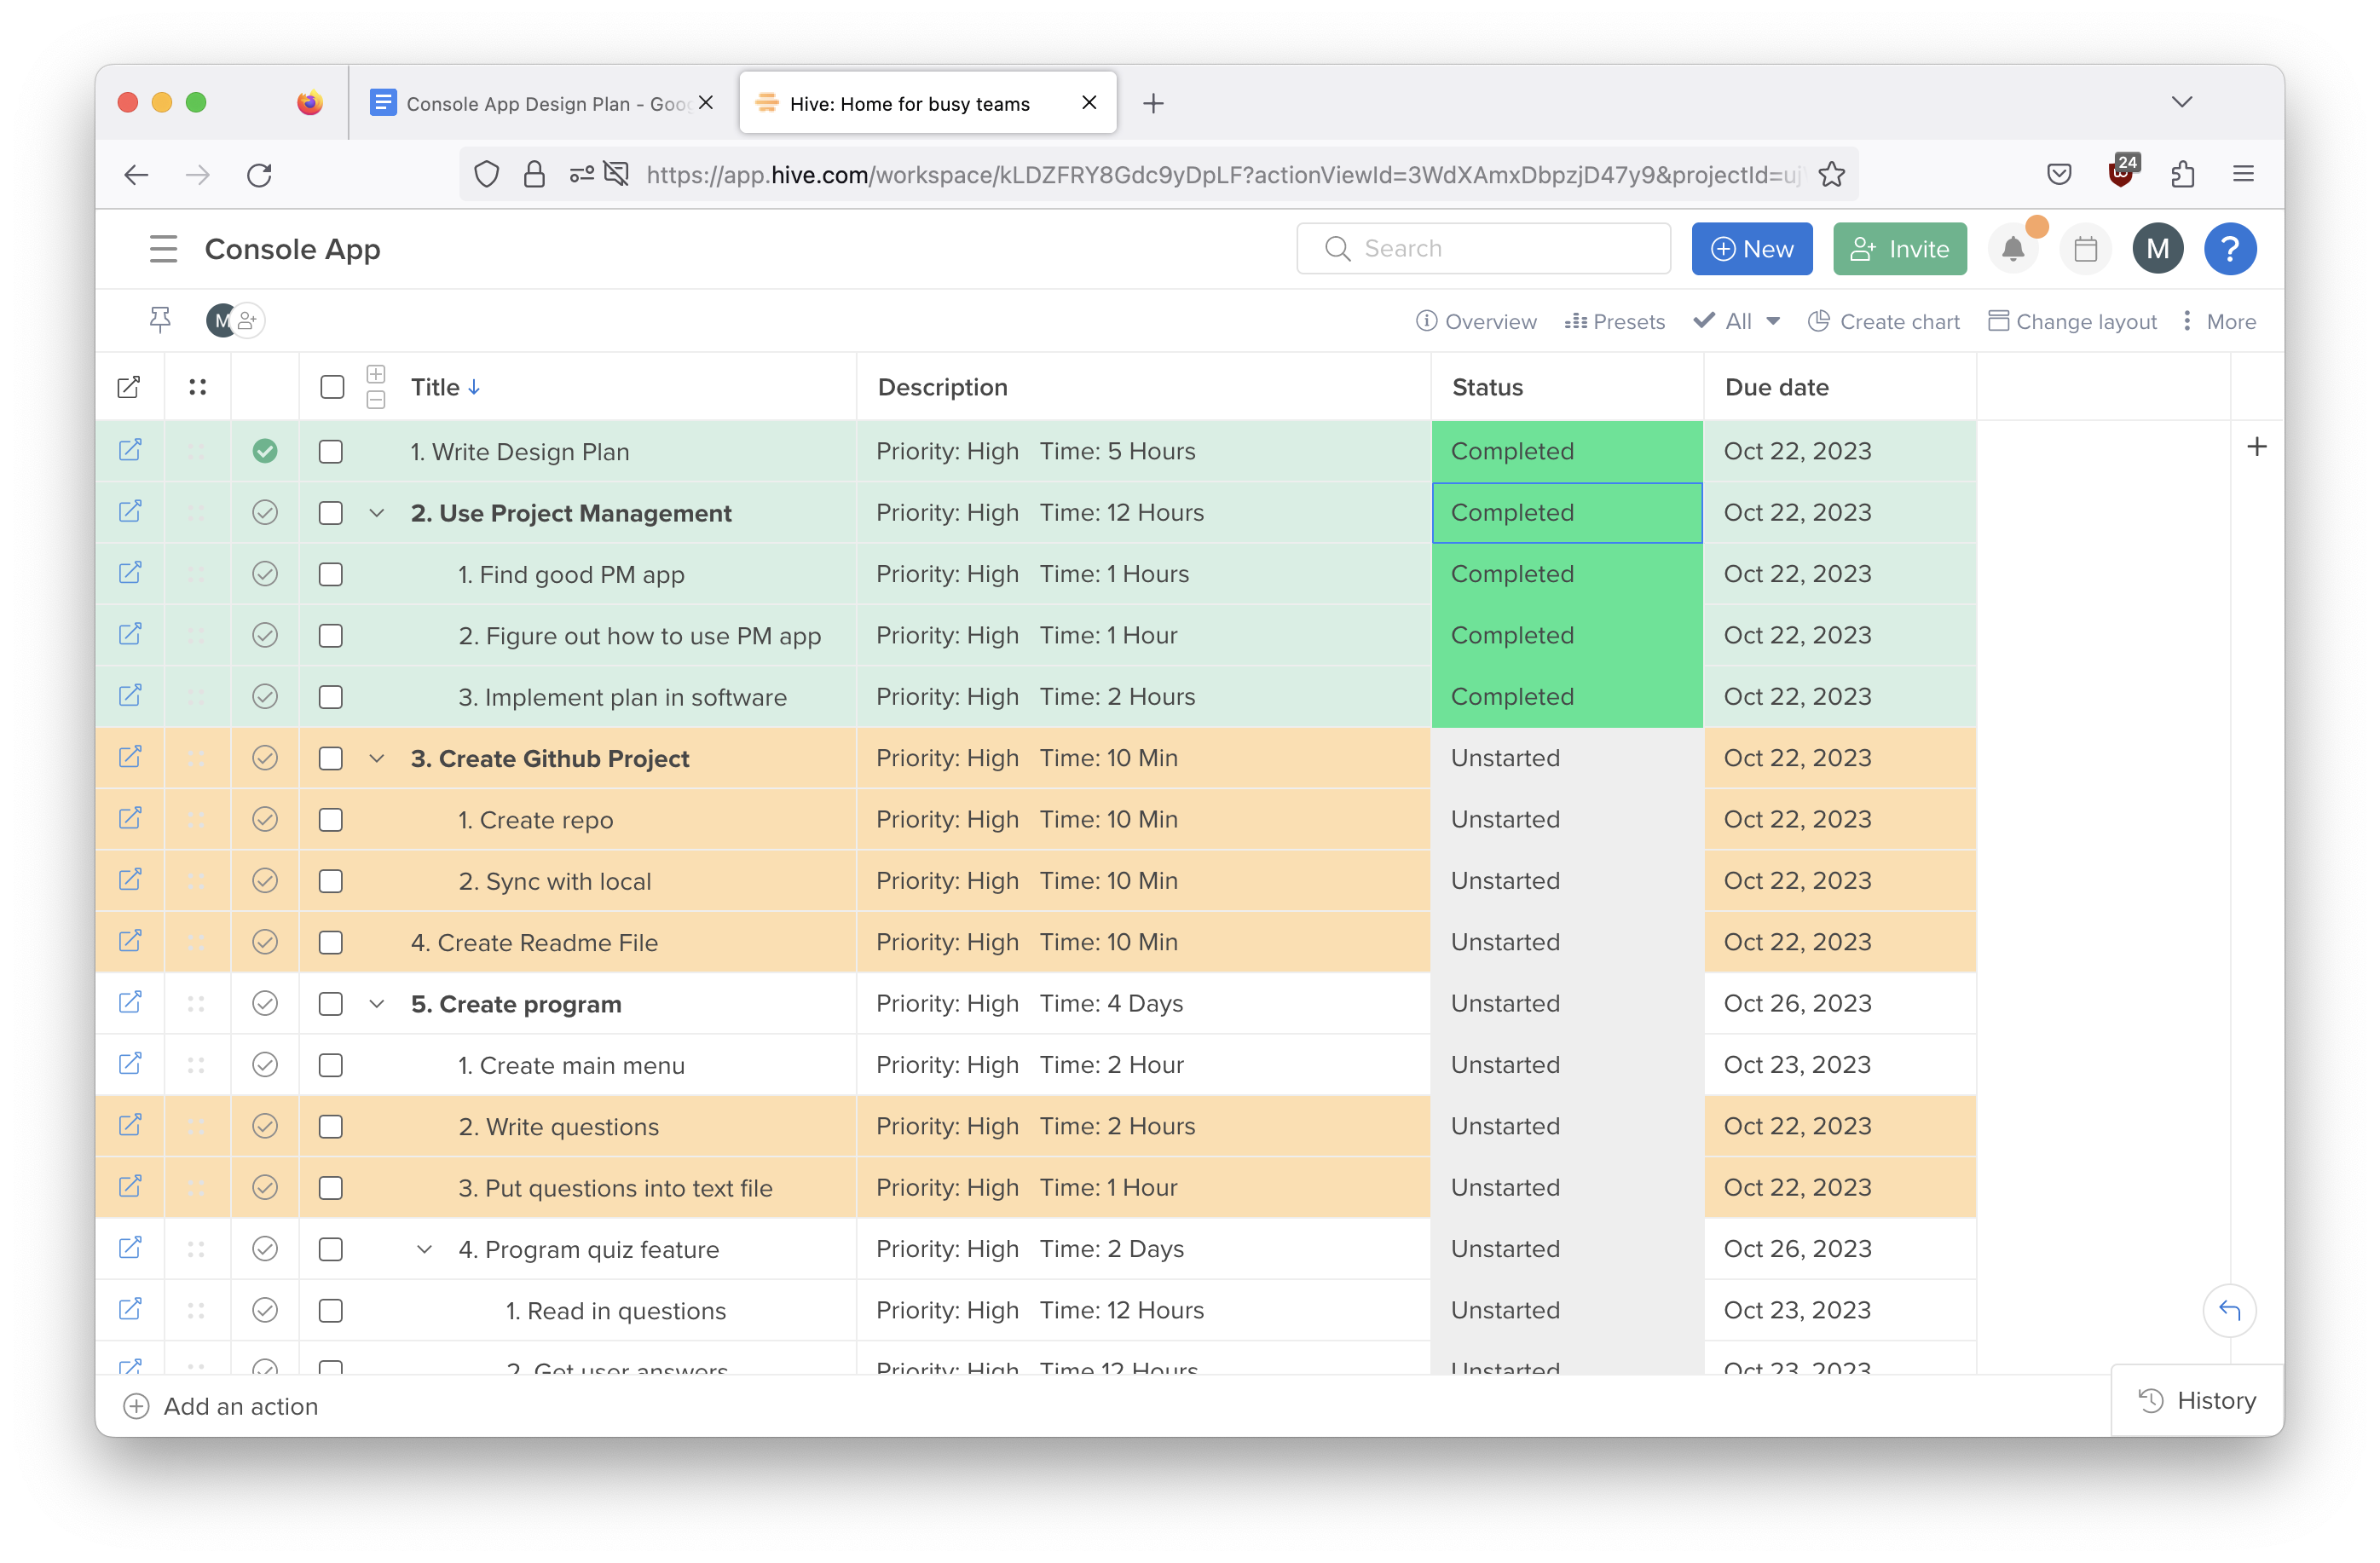 Console App Design Plan - Goo
Hive: Home for busy teams
https://app.hive.com/workspace/kLDZFRY8Gdc9yDpLF?actionViewId=3WdXAmxDbpzjD47y9&projectId=uj
24
Console App
Search
New
Invite
M
?
M
Overview
Presets
All
Create chart
Change layout
More
Title Description Status Due date
1. Write Design Plan Priority: High Time: 5 Hours Completed Oct 22, 2023
2. Use Project Management Priority: High Time: 12 Hours Completed Oct 22, 2023
1. Find good PM app Priority: High Time: 1 Hours Completed Oct 22, 2023
2. Figure out how to use PM app Priority: High Time: 1 Hour Completed Oct 22, 2023
3. Implement plan in software Priority: High Time: 2 Hours Completed Oct 22, 2023
3. Create Github Project Priority: High Time: 10 Min Unstarted Oct 22, 2023
1. Create repo Priority: High Time: 10 Min Unstarted Oct 22, 2023
2. Sync with local Priority: High Time: 10 Min Unstarted Oct 22, 2023
4. Create Readme File Priority: High Time: 10 Min Unstarted Oct 22, 2023
5. Create program Priority: High Time: 4 Days Unstarted Oct 26, 2023
1. Create main menu Priority: High Time: 2 Hour Unstarted Oct 23, 2023
2. Write questions Priority: High Time: 2 Hours Unstarted Oct 22, 2023
3. Put questions into text file Priority: High Time: 1 Hour Unstarted Oct 22, 2023
4. Program quiz feature Priority: High Time: 2 Days Unstarted Oct 26, 2023
1. Read in questions Priority: High Time: 12 Hours Unstarted Oct 23, 2023
2. Get user answers Priority: High Time 12 Hours Unstarted Oct 23, 2023
Add an action
History